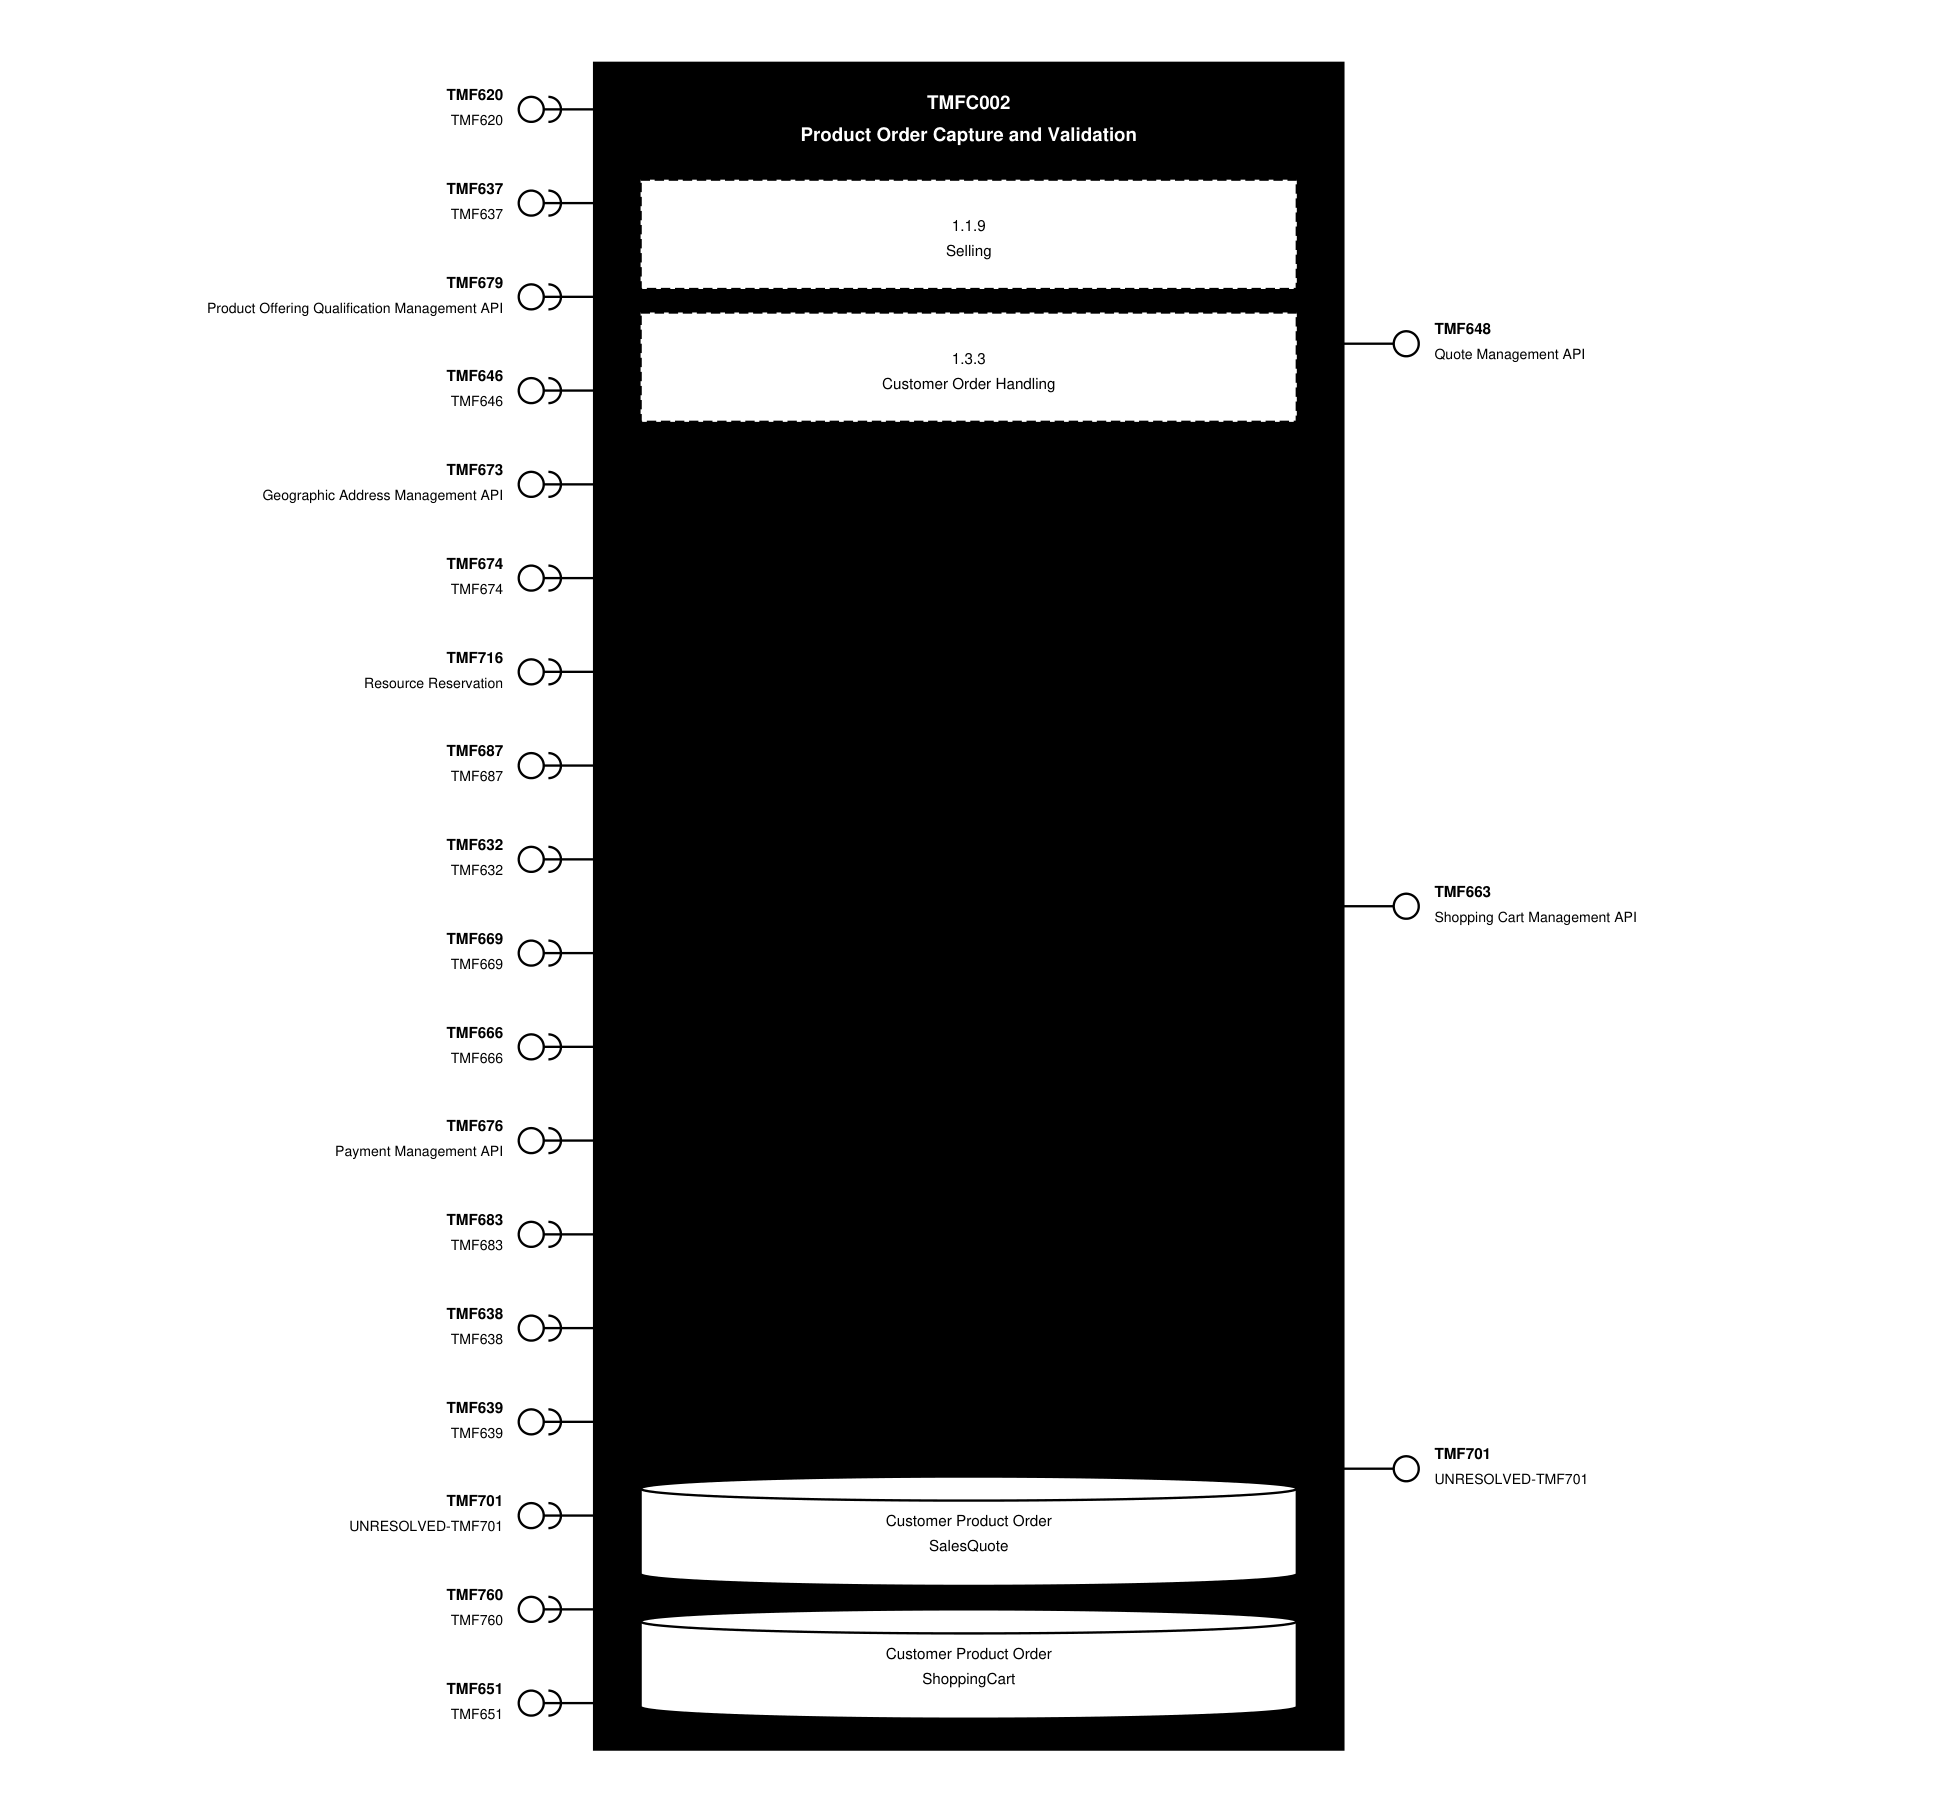 TMFC002
Product Order Capture and Validation
TMF620
TMF620
TMF637
TMF637
TMF679
Product Offering Qualification Management API
TMF646
TMF646
TMF673
Geographic Address Management API
TMF674
TMF674
TMF716
Resource Reservation
TMF687
TMF687
TMF632
TMF632
TMF669
TMF669
TMF666
TMF666
TMF676
Payment Management API
TMF683
TMF683
TMF638
TMF638
TMF639
TMF639
TMF701
UNRESOLVED-TMF701
TMF760
TMF760
TMF651
TMF651
1.1.9
Selling
1.3.3
Customer Order Handling
Customer Product Order
SalesQuote
Customer Product Order
ShoppingCart
TMF648
Quote Management API
TMF663
Shopping Cart Management API
TMF701
UNRESOLVED-TMF701